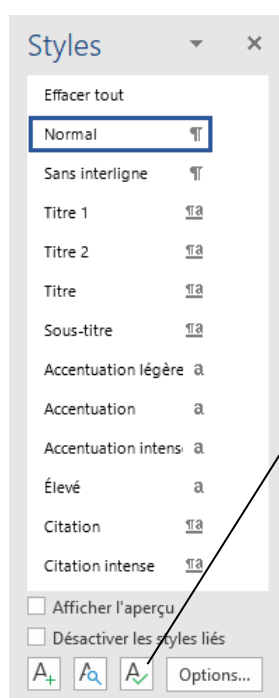 Styles
Effacer tout
Normal ¶
Sans interligne ¶
Titre 1 ¶a
Titre 2 ¶a
Titre ¶a
Sous-titre ¶a
Accentuation légère a
Accentuation a
Accentuation intens a
Élevé a
Citation ¶a
Citation intense ¶a
Afficher l'aperçu
Désactiver les styles liés
Options...